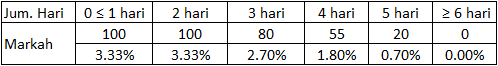 Jum. Hari 0 ≤ 1 hari 2 hari 3 hari 4 hari 5 hari ≥ 6 hari
Markah 100 100 80 55 20 0
3.33% 3.33% 2.70% 1.80% 0.70% 0.00%